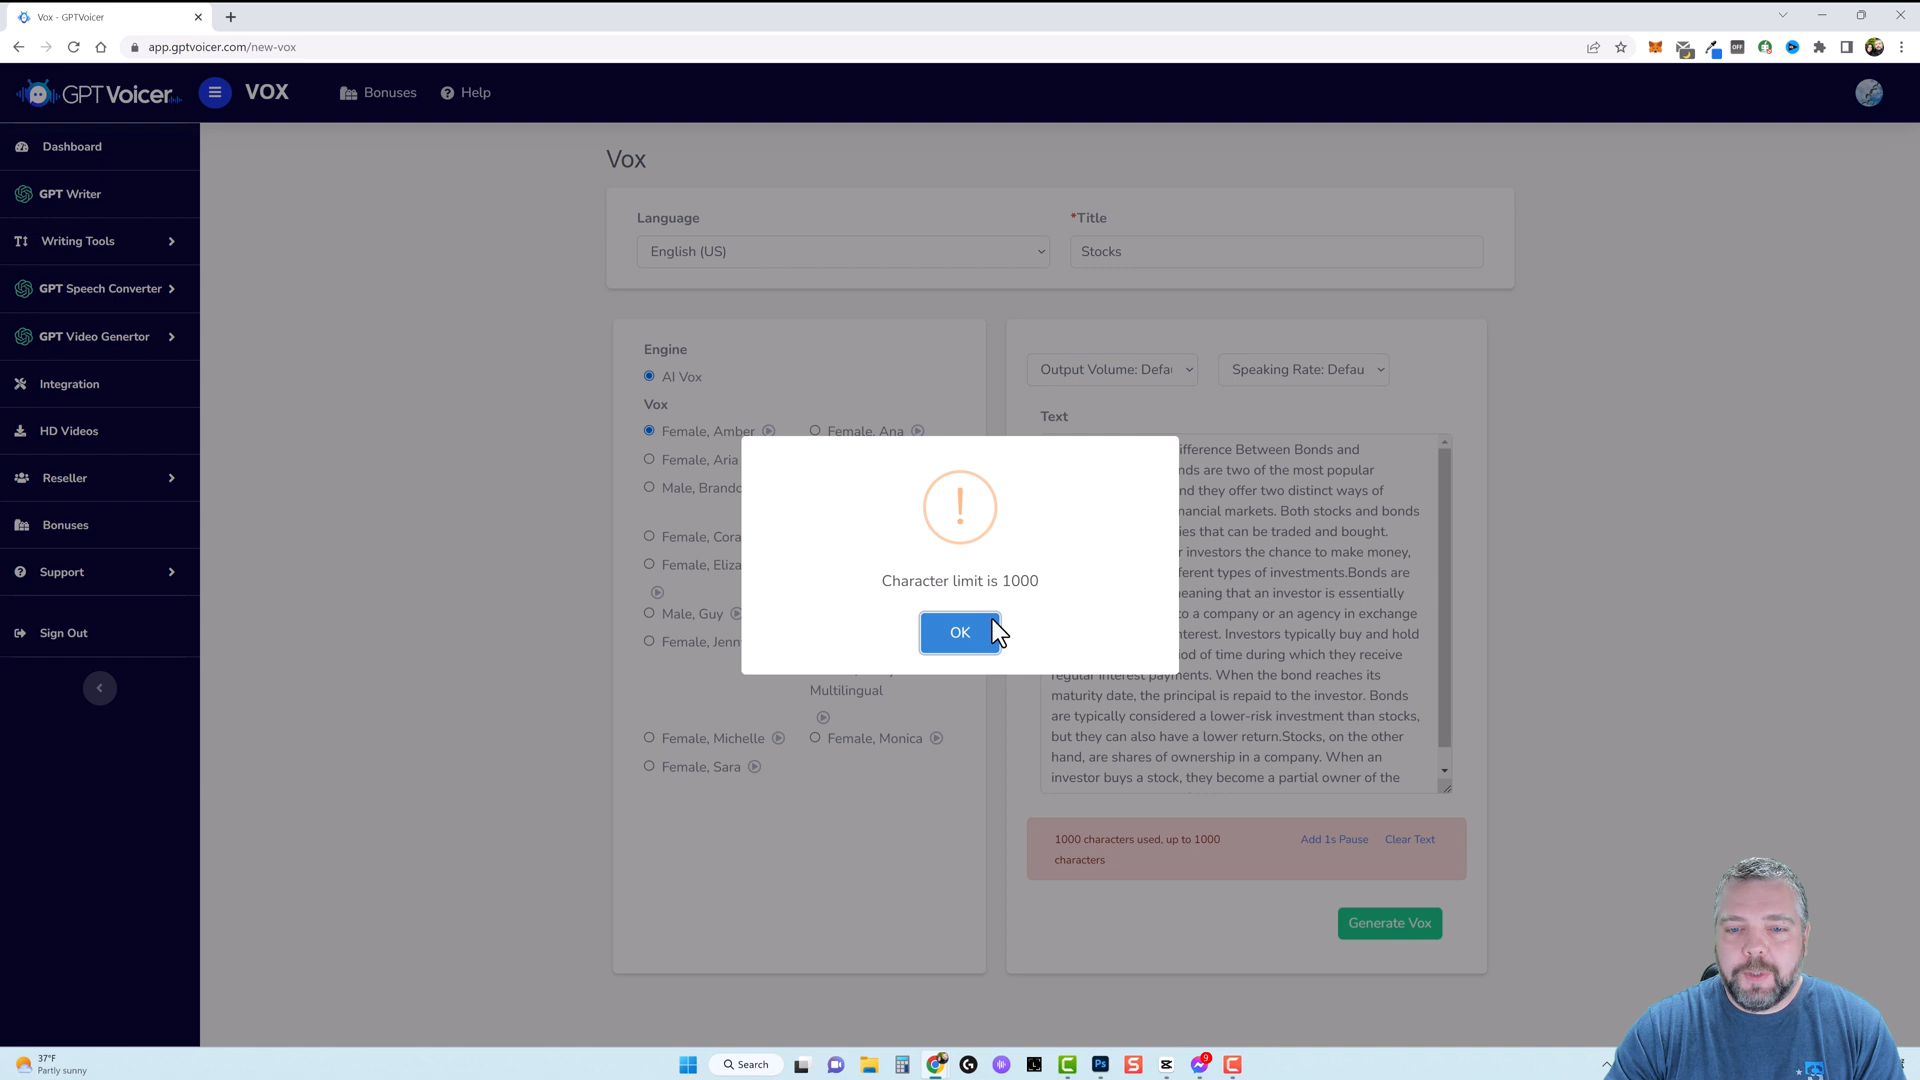 Vox - GPTVoicer
app.gptvoicer.com/new-vox
OFF
GPT Voicer
VOX
Bonuses
Help
Dashboard
GPT Writer
Writing Tools
GPT Speech Converter
GPT Video Genertor
Integration
HD Videos
Reseller
Bonuses
Support
Sign Out
Vox
Language
*Title
English (US)
Stocks
Engine
AI Vox
Vox
Female, Amber
Female, Ana
Female, Aria
Male, Brando
Female, Cora
Female, Eliza
Male, Guy
Female, Jenn
Multilingual
Female, Michelle
Female, Monica
Female, Sara
Output Volume: Defau
Speaking Rate: Defau
Text
ifference Between Bonds and
nds are two of the most popular
nd they offer two distinct ways of
nancial markets. Both stocks and bonds
ies that can be traded and bought.
r investors the chance to make money,
ferent types of investments.Bonds are
meaning that an investor is essentially
to a company or an agency in exchange
nterest. Investors typically buy and hold
iod of time during which they receive
regular interest payments. When the bond reaches its
maturity date, the principal is repaid to the investor. Bonds
are typically considered a lower-risk investment than stocks,
but they can also have a lower return.Stocks, on the other
hand, are shares of ownership in a company. When an
investor buys a stock, they become a partial owner of the
Character limit is 1000
OK
1000 characters used, up to 1000
characters
Add 1s Pause
Clear Text
Generate Vox
37°F
Partly sunny
Search
9